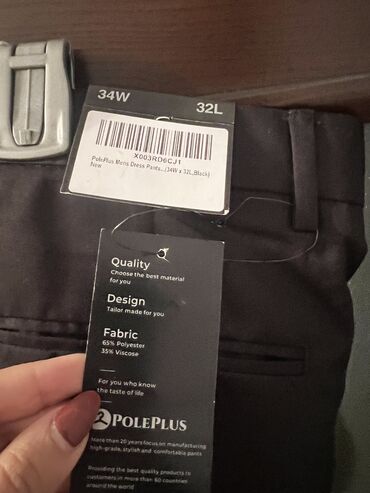 34W
32L
X003RD6CJ1
PolePlus Mens Dress Pants...(34W x 32L,Black)
New
Quality
Choose the best material
for you
Design
Tailor made for you
Fabric
65% Polyester
35% Viscose
For you who know
the taste of life
POLEPLUS
More than 20 years focus on manufacturing
high-grade, stylish and comfortable pants
Providing the best quality products to
customers in more than 60 countries
around the world